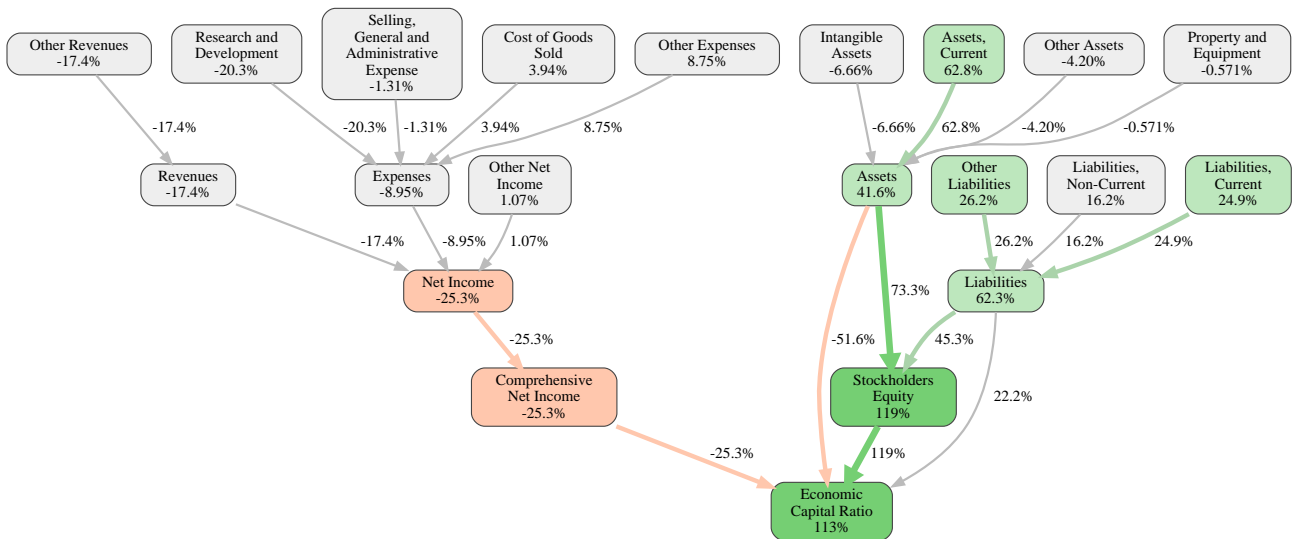 Other Revenues
-17.4%
Research and
Development
-20.3%
Selling,
General and
Administrative
Expense
-1.31%
Cost of Goods
Sold
3.94%
Other Expenses
8.75%
Intangible
Assets
-6.66%
Assets,
Current
62.8%
Other Assets
-4.20%
Property and
Equipment
-0.571%
-17.4%
-20.3%
-1.31%
3.94%
8.75%
-6.66%
62.8%
-4.20%
-0.571%
Revenues
-17.4%
Expenses
-8.95%
Other Net
Income
1.07%
Assets
41.6%
Other
Liabilities
26.2%
Liabilities,
Non-Current
16.2%
Liabilities,
Current
24.9%
-17.4%
-8.95%
1.07%
26.2%
16.2%
24.9%
Net Income
-25.3%
73.3%
Liabilities
62.3%
-25.3%
-51.6%
45.3%
Comprehensive
Net Income
-25.3%
Stockholders
Equity
119%
22.2%
-25.3%
119%
Economic
Capital Ratio
113%